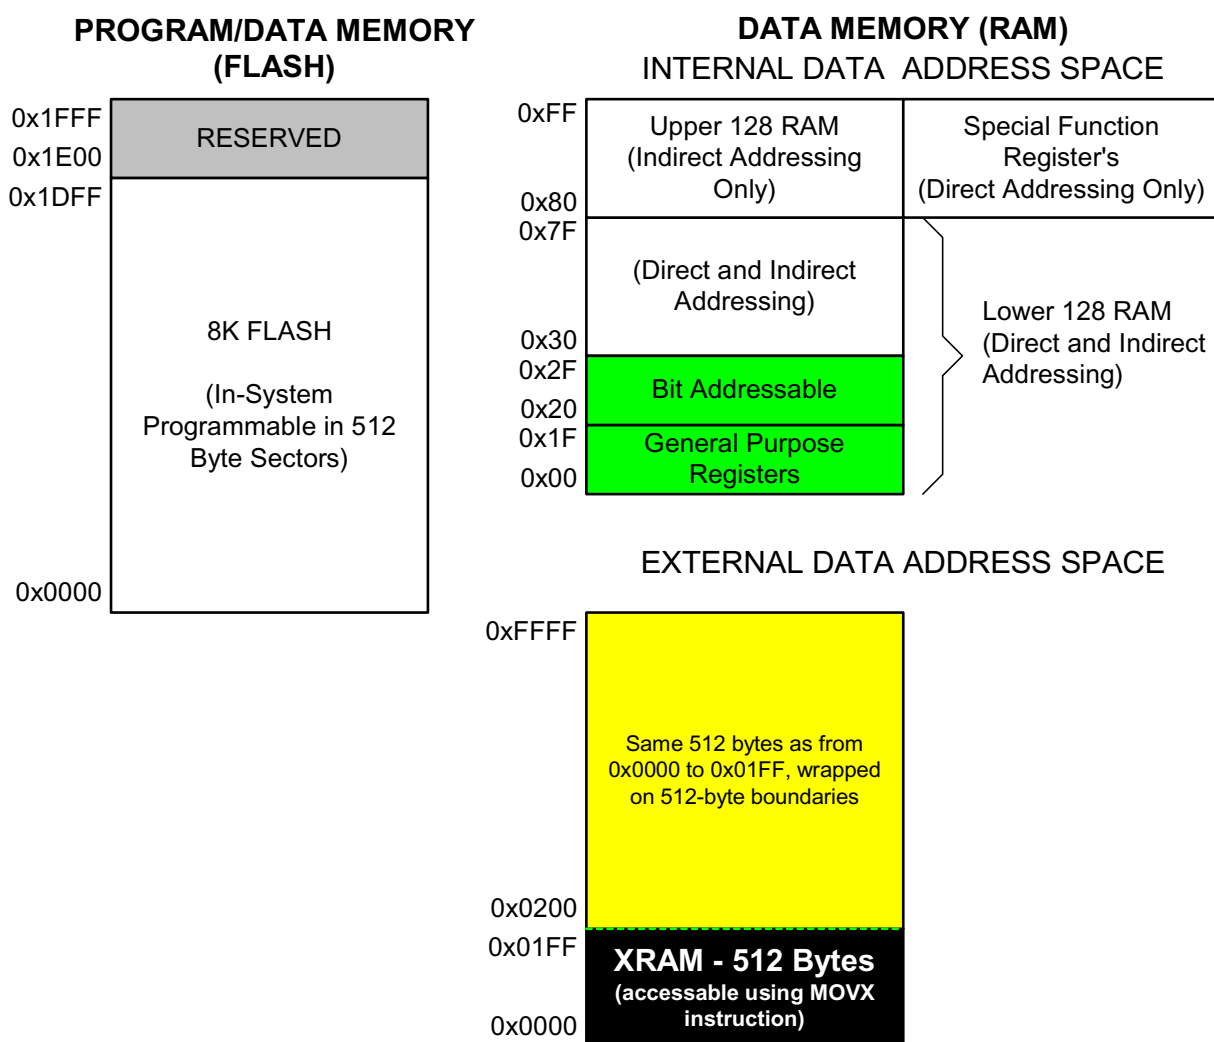 PROGRAM/DATA MEMORY
(FLASH)
0x1FFF
RESERVED
0x1E00
0x1DFF
8K FLASH
(In-System
Programmable in 512
Byte Sectors)
0x0000
DATA MEMORY (RAM)
INTERNAL DATA ADDRESS SPACE
0xFF
Upper 128 RAM
(Indirect Addressing
Only)
0x80
Special Function
Register's
(Direct Addressing Only)
0x7F
(Direct and Indirect
Addressing)
0x30
0x2F
Bit Addressable
0x20
0x1F
General Purpose
Registers
0x00
Lower 128 RAM
(Direct and Indirect
Addressing)
EXTERNAL DATA ADDRESS SPACE
0xFFFF
Same 512 bytes as from
0x0000 to 0x01FF, wrapped
on 512-byte boundaries
0x0200
0x01FF
XRAM - 512 Bytes
(accessable using MOVX
instruction)
0x0000